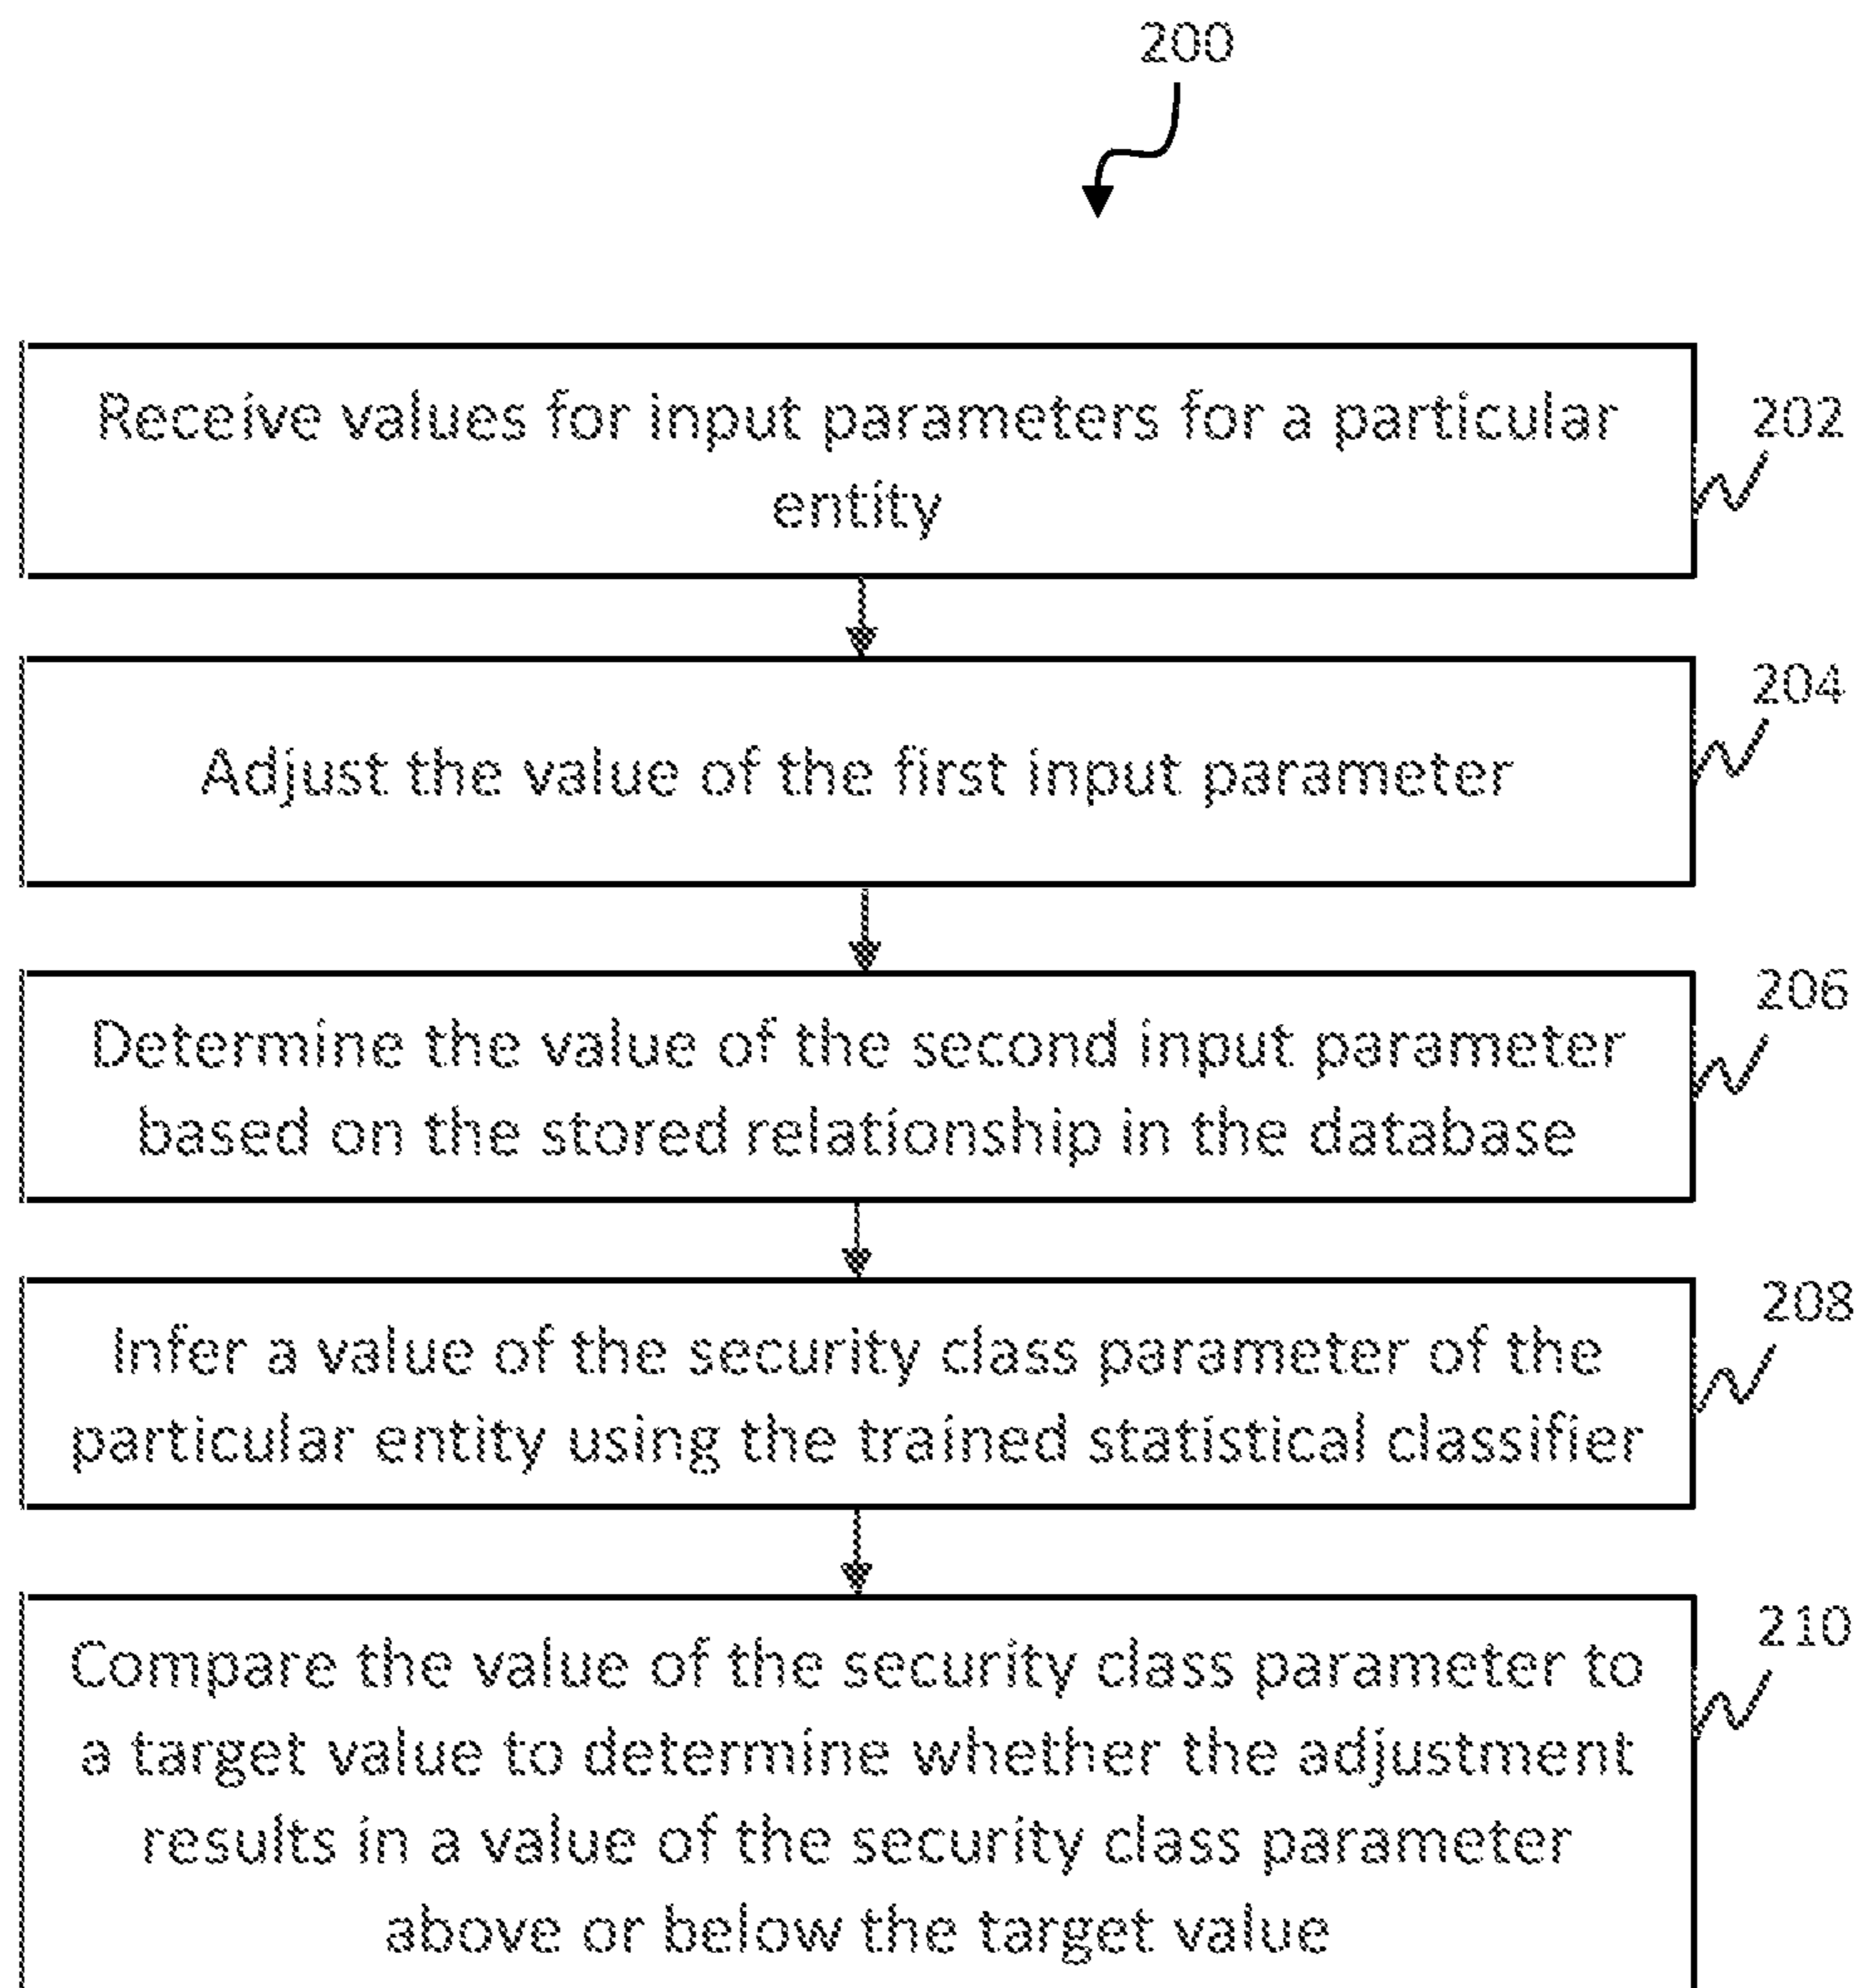 200
Receive values for input parameters for a particular
entity
202
Adjust the value of the first input parameter
204
Determine the value of the second input parameter
based on the stored relationship in the database
206
Infer a value of the security class parameter of the
particular entity using the trained statistical classifier
208
Compare the value of the security class parameter to
a target value to determine whether the adjustment
results in a value of the security class parameter
above or below the target value
210